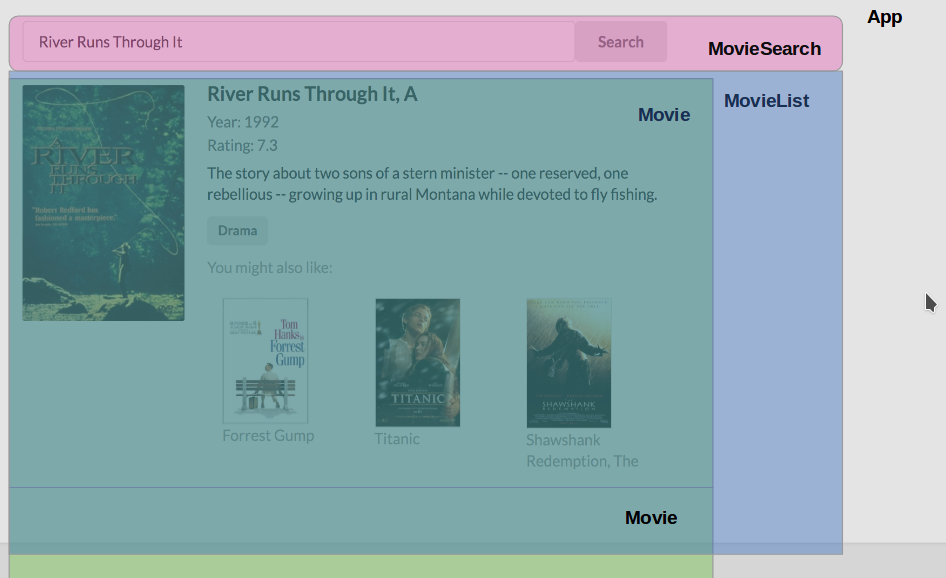 App
River Runs Through It
Search
MovieSearch
MovieList
River Runs Through It, A
Movie
Year: 1992
Rating: 7.3
The story about two sons of a stern minister -- one reserved, one
rebellious -- growing up in rural Montana while devoted to fly fishing.
Drama
You might also like:
A
RIVER
RUNS
THROUGH
IT
"Robert Redford has
fashioned a masterpiece."
Tom
Hanks is
Forrest
Gump
TITANIC
SHAWSHANK
REDEMPTION
Forrest Gump
Titanic
Shawshank
Redemption, The
Movie